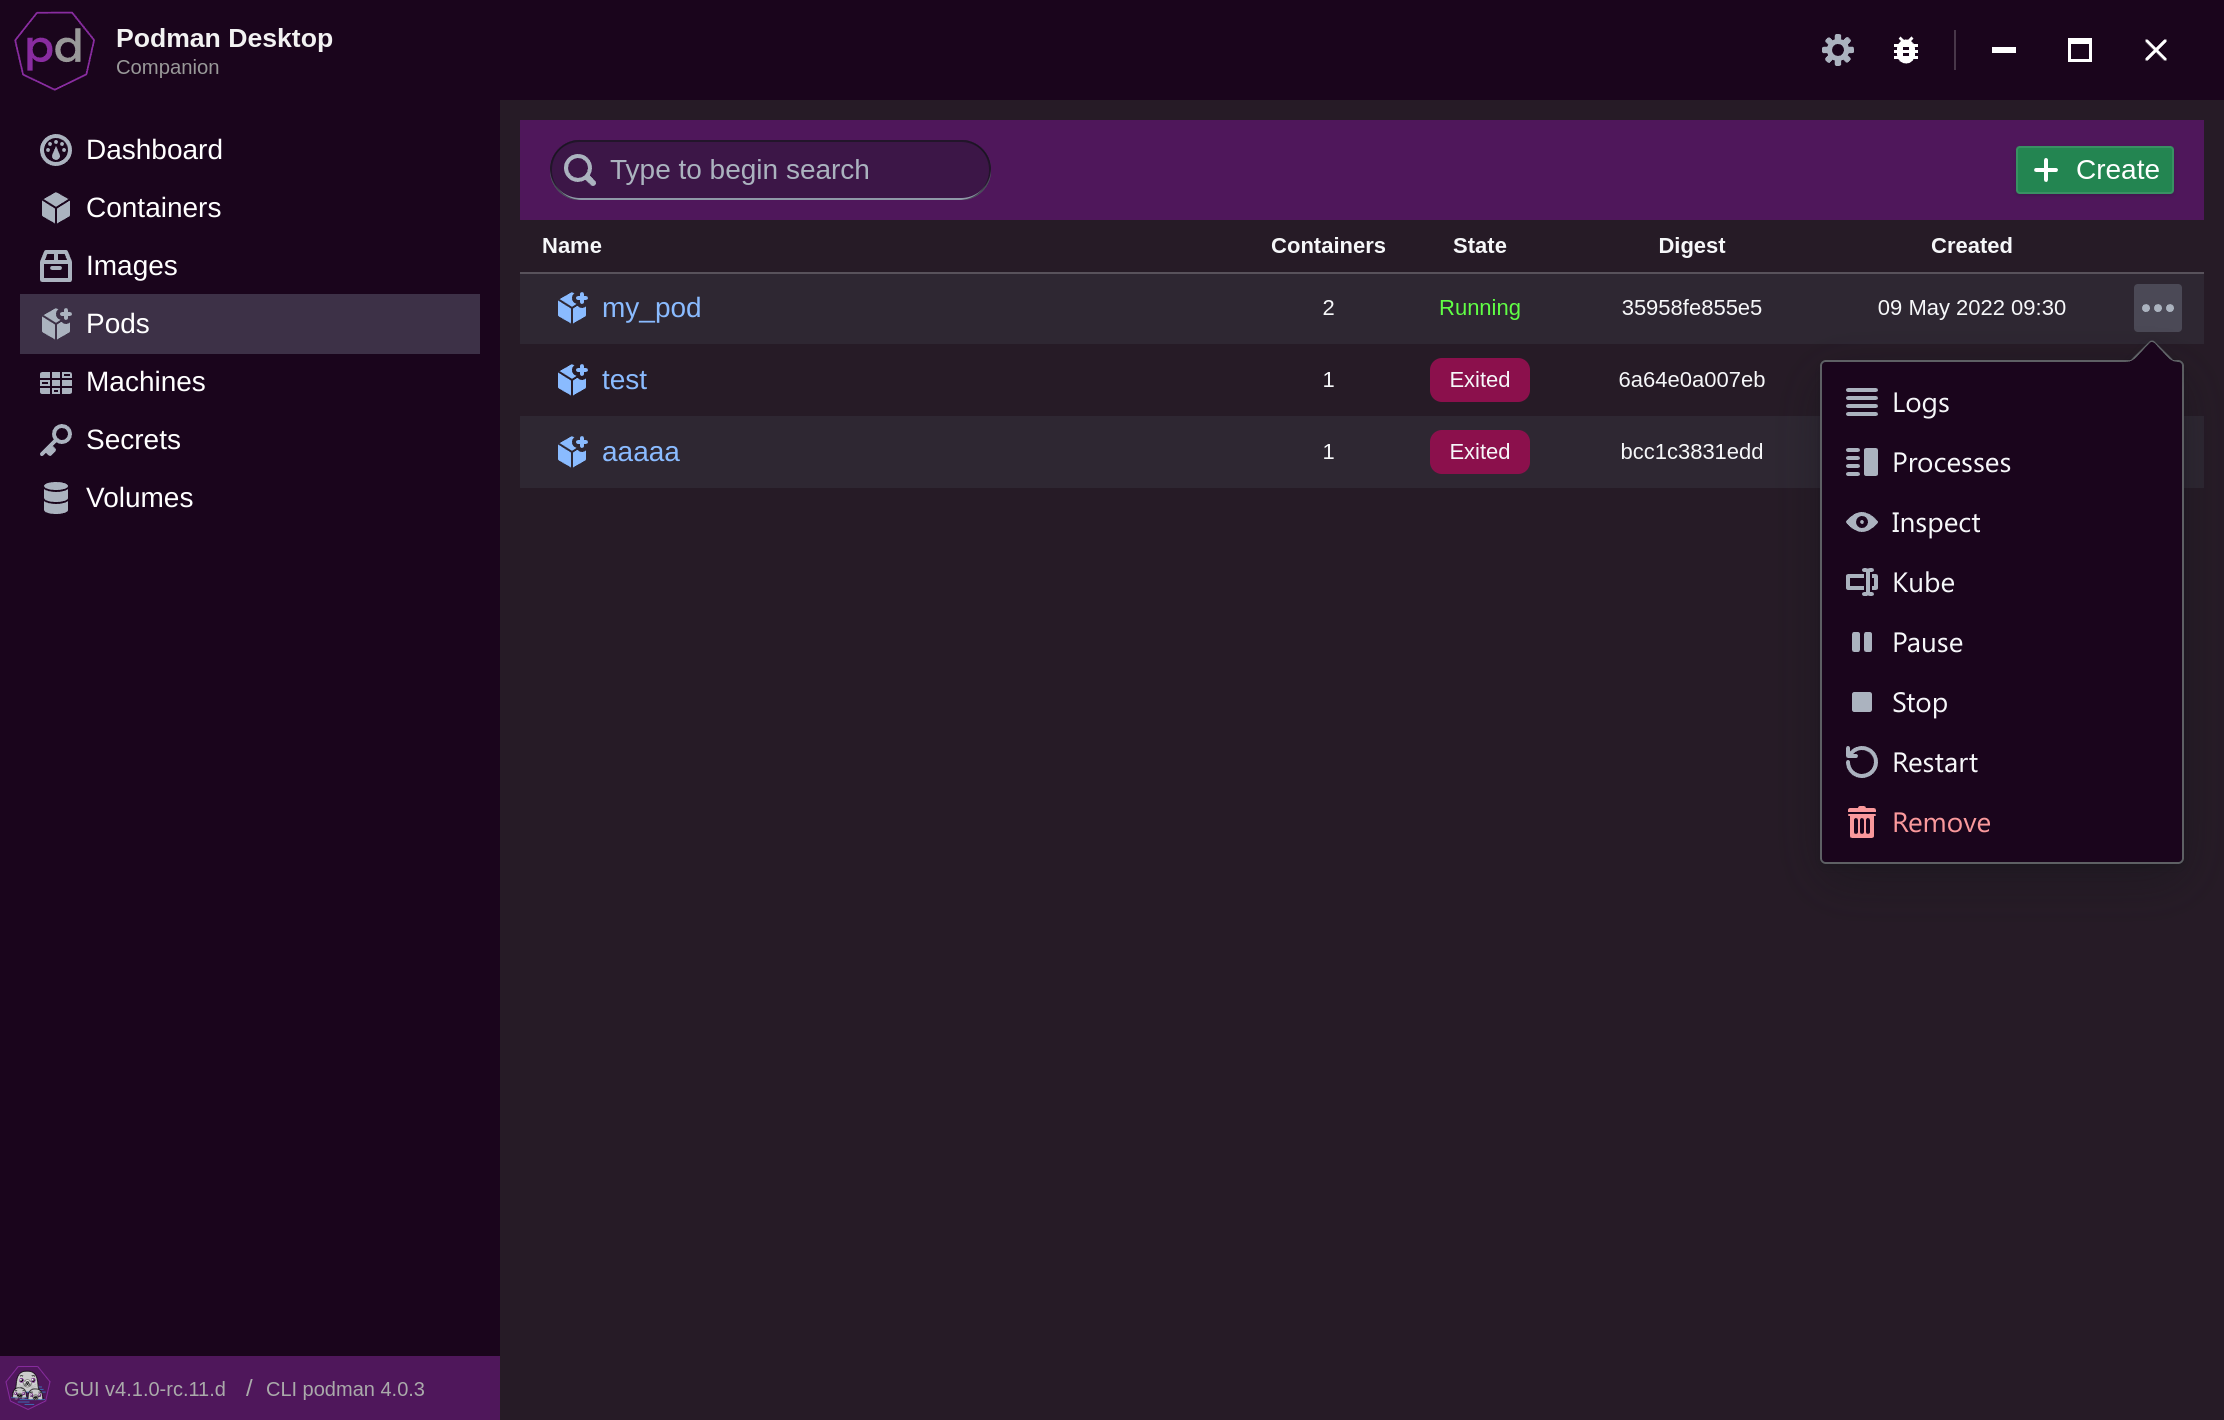 pd
Podman Desktop
Companion
Dashboard
Containers
Images
Pods
Machines
Secrets
Volumes
Type to begin search
Create
Name Containers State Digest Created
my_pod 2 Running 35958fe855e5 09 May 2022 09:30
test 1 Exited 6a64e0a007eb
aaaaa 1 Exited bcc1c3831edd
Logs
Processes
Inspect
Kube
Pause
Stop
Restart
Remove
GUI v4.1.0-rc.11.d / CLI podman 4.0.3